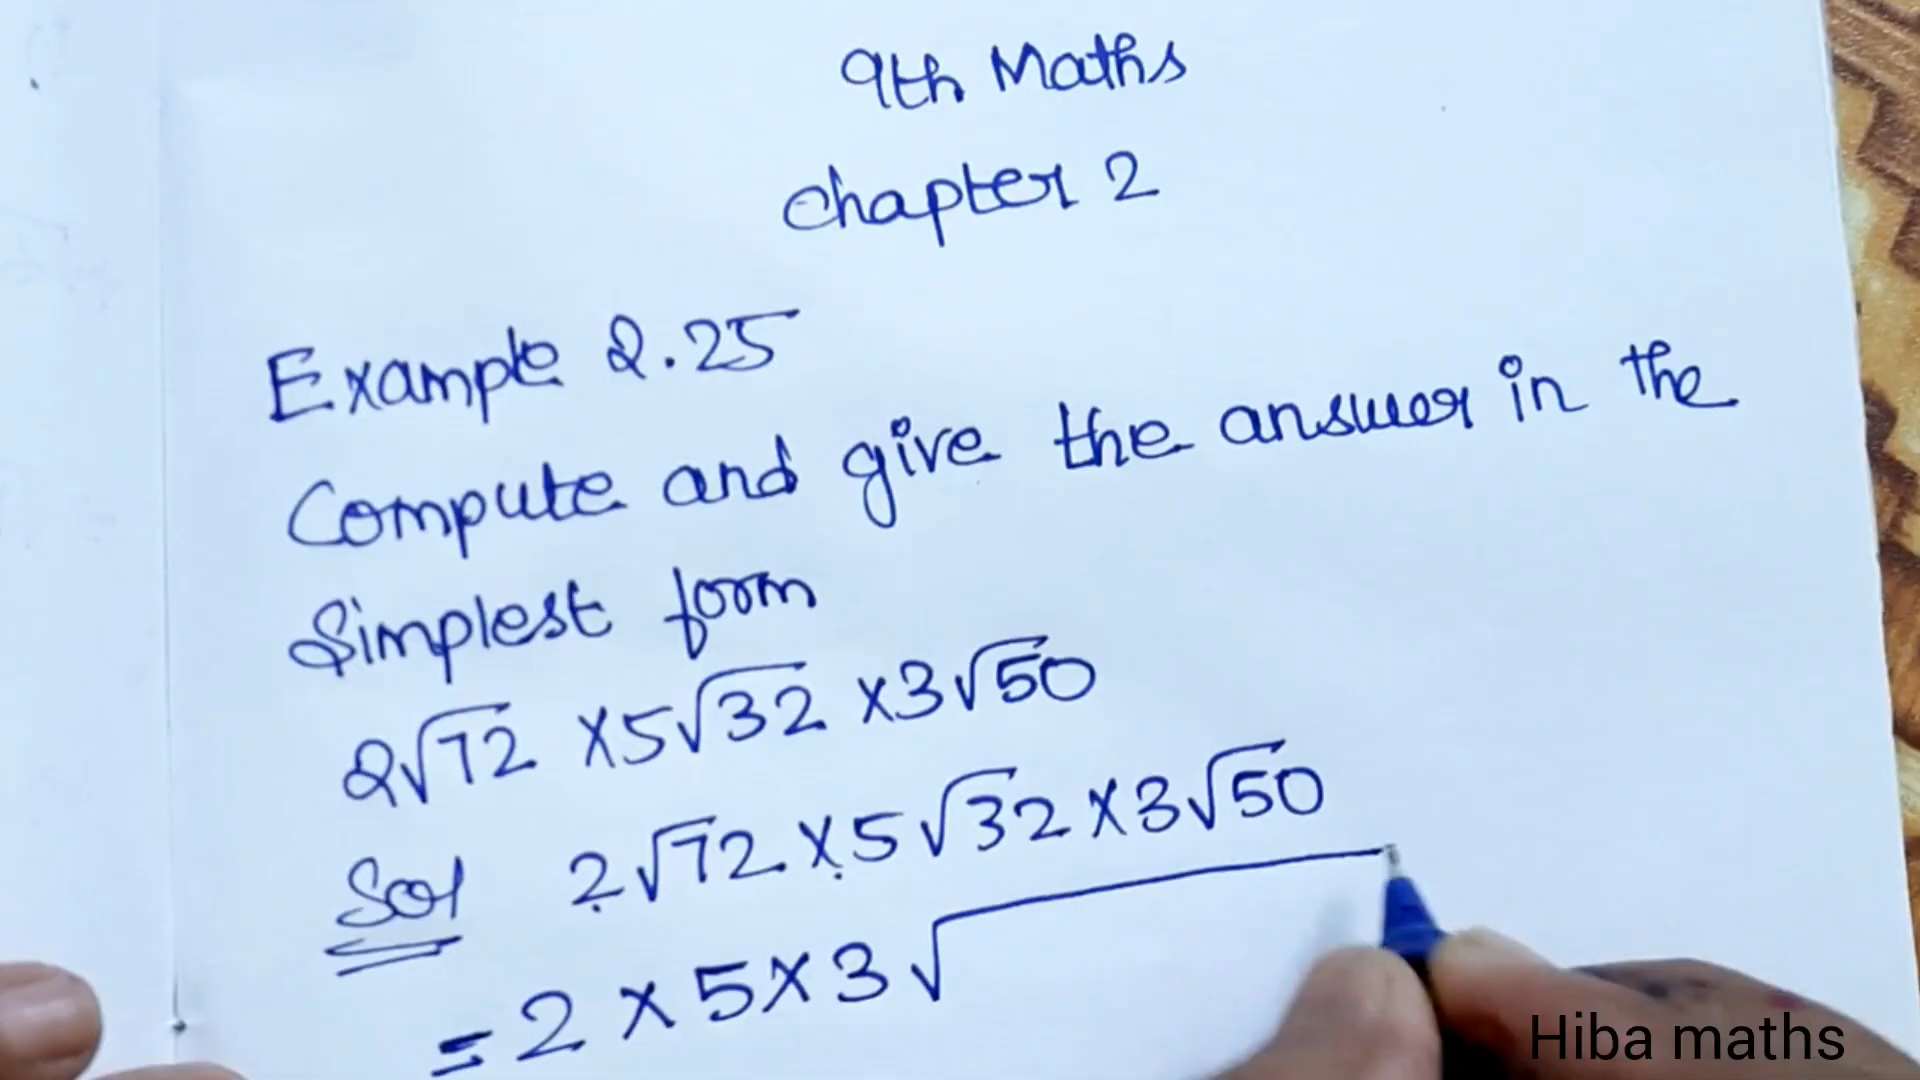 9th Maths
Chapter 2
Example 2.25
Compute and give the answer in the
Simplest form
2√72 ×5√32 ×3√50
Sol 2√72 × 5√32 × 3√50
= 2 × 5 × 3 √
Hiba maths